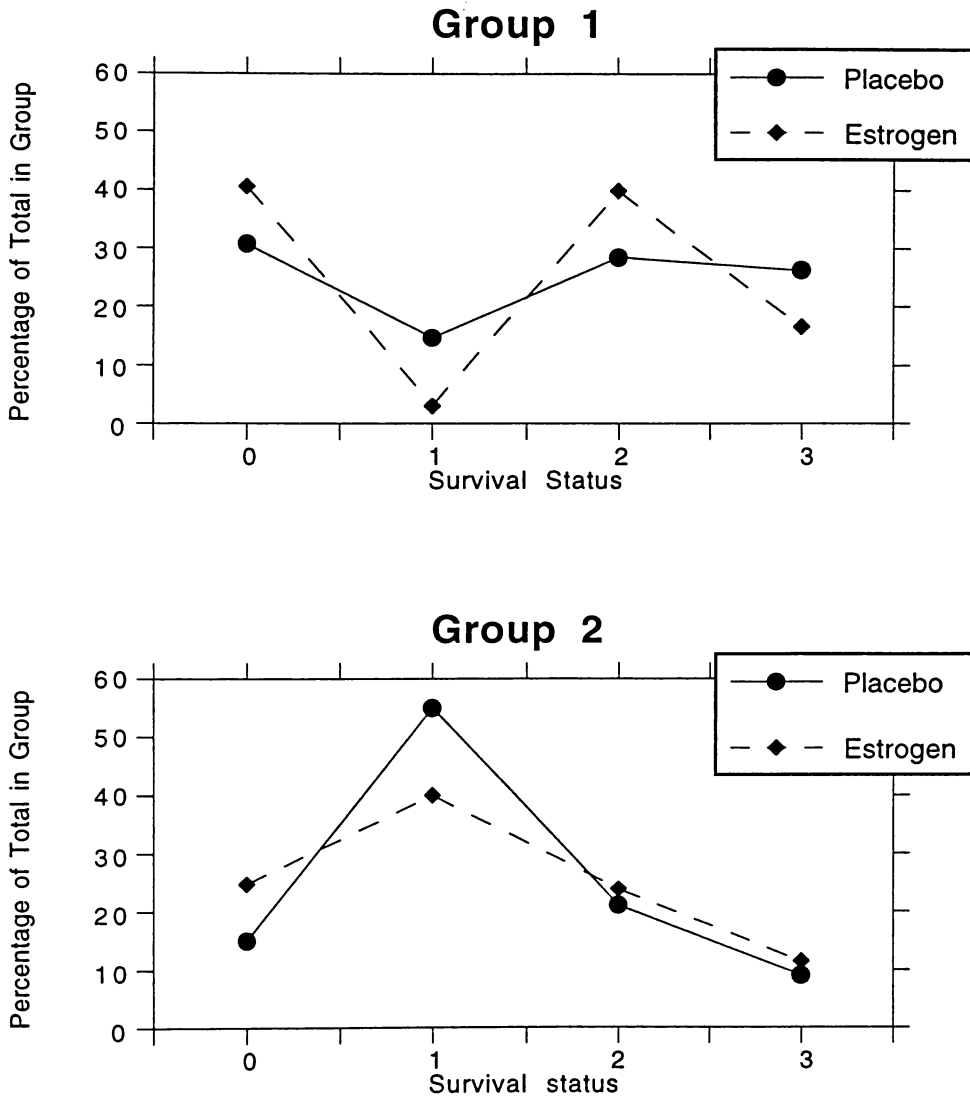 Group 1
Placebo
Estrogen
Percentage of Total in Group
60
50
40
30
20
10
0
0 1 2 3
Survival Status
Group 2
Placebo
Estrogen
Percentage of Total in Group
60
50
40
30
20
10
0
0 1 2 3
Survival status